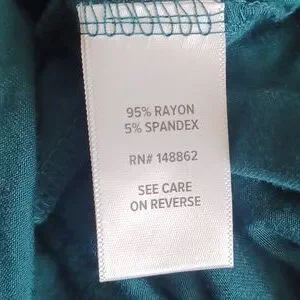 95% RAYON
5% SPANDEX
RN# 148862
SEE CARE
ON REVERSE